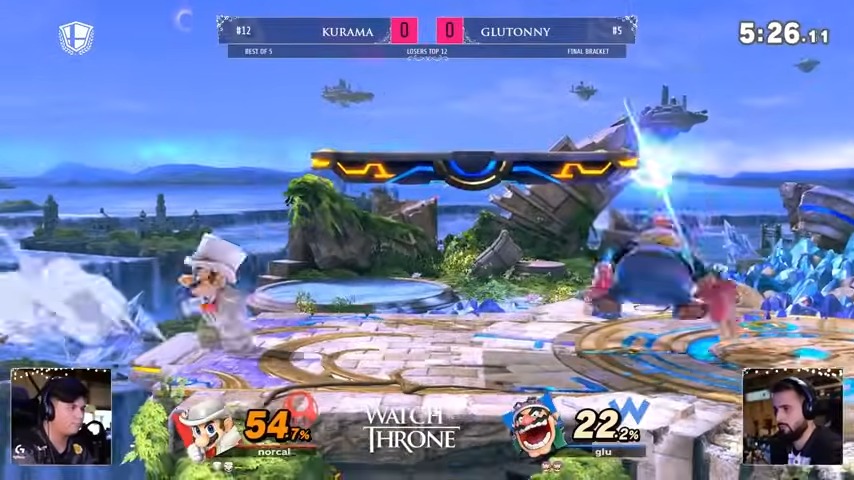 #12 KURAMA 0 0 GLUTONNY #5
BEST OF 5 LOSERS TOP 12 FINAL BRACKET
5:26.11
54.7%
norcal
WATCH
THE
THRONE
22.2%
glu